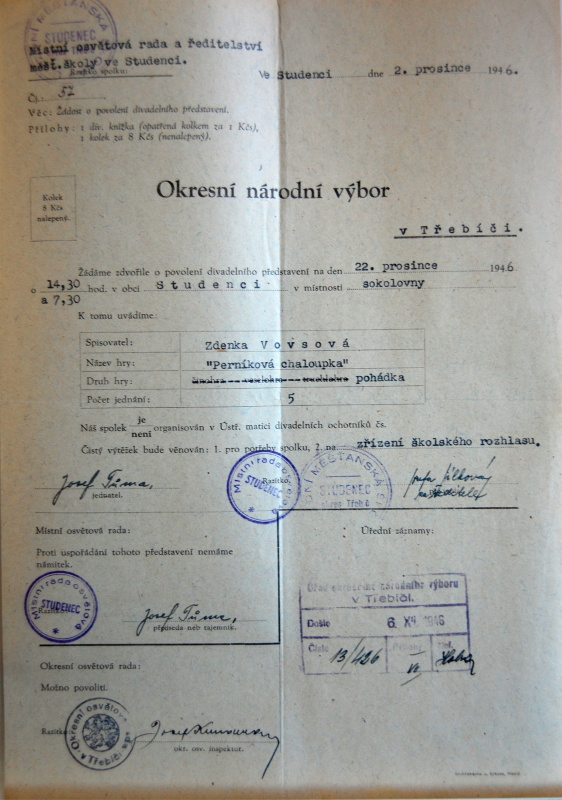 Místní osvětová rada a ředitelství
měšť.školy ve Studenci.
Razítko spolku:
Ve Studenci dne 2. prosince 1946.
Čj. 57
Věc: Žádost o povolení divadelního představení.
Přílohy: 1 div. knížka (opatřená kolkem za 1 Kčs),
1 kolek za 8 Kčs (nenalepený).
Okresní národní výbor
Kolek
8 Kčs
nalepený.
v Třebíči.
Žádáme zdvořile o povolení divadelního představení na den 22. prosince 1946
o 14,30 hod. v obci Studenci v místnosti sokolovny
a 7,30
K tomu uvádíme:
Spisovatel: Zdenka Vovsová
Název hry: "Perníková chaloupka"
Druh hry: pohádka
Počet jednání: 5
Náš spolek je organisován v Ústř. matici divadelních ochotníků čs.
není
Čistý výtěžek bude věnován: 1. pro potřeby spolku, 2. na zřízení školského rozhlasu.
Josef Tůma,
jednatel.
Razítko,
Místní rada osvětová
STUDENEC
STUDENEC
ředitelek
Místní osvětová rada:
Úřední záznamy:
Proti uspořádání tohoto představení nemáme
námitek.
Místní rada osvětová
STUDENEC
Josef Tůma,
předseda neb tajemník.
Úřad okresního národního výboru
v Třebíči.
Došlo 6. XII 1946
Číslo 13/426
Přílohy
VI
Okresní osvětová rada:
Možno povoliti.
Okresní osvětová
v Třebíči
Razítko
okr. osv. inspektor.